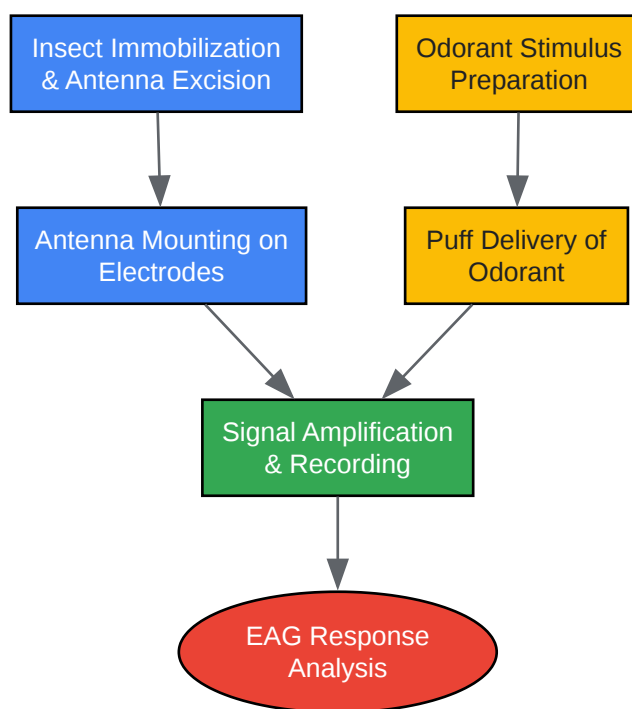 Insect Immobilization
& Antenna Excision
Odorant Stimulus
Preparation
Antenna Mounting on
Electrodes
Puff Delivery of
Odorant
Signal Amplification
& Recording
EAG Response
Analysis